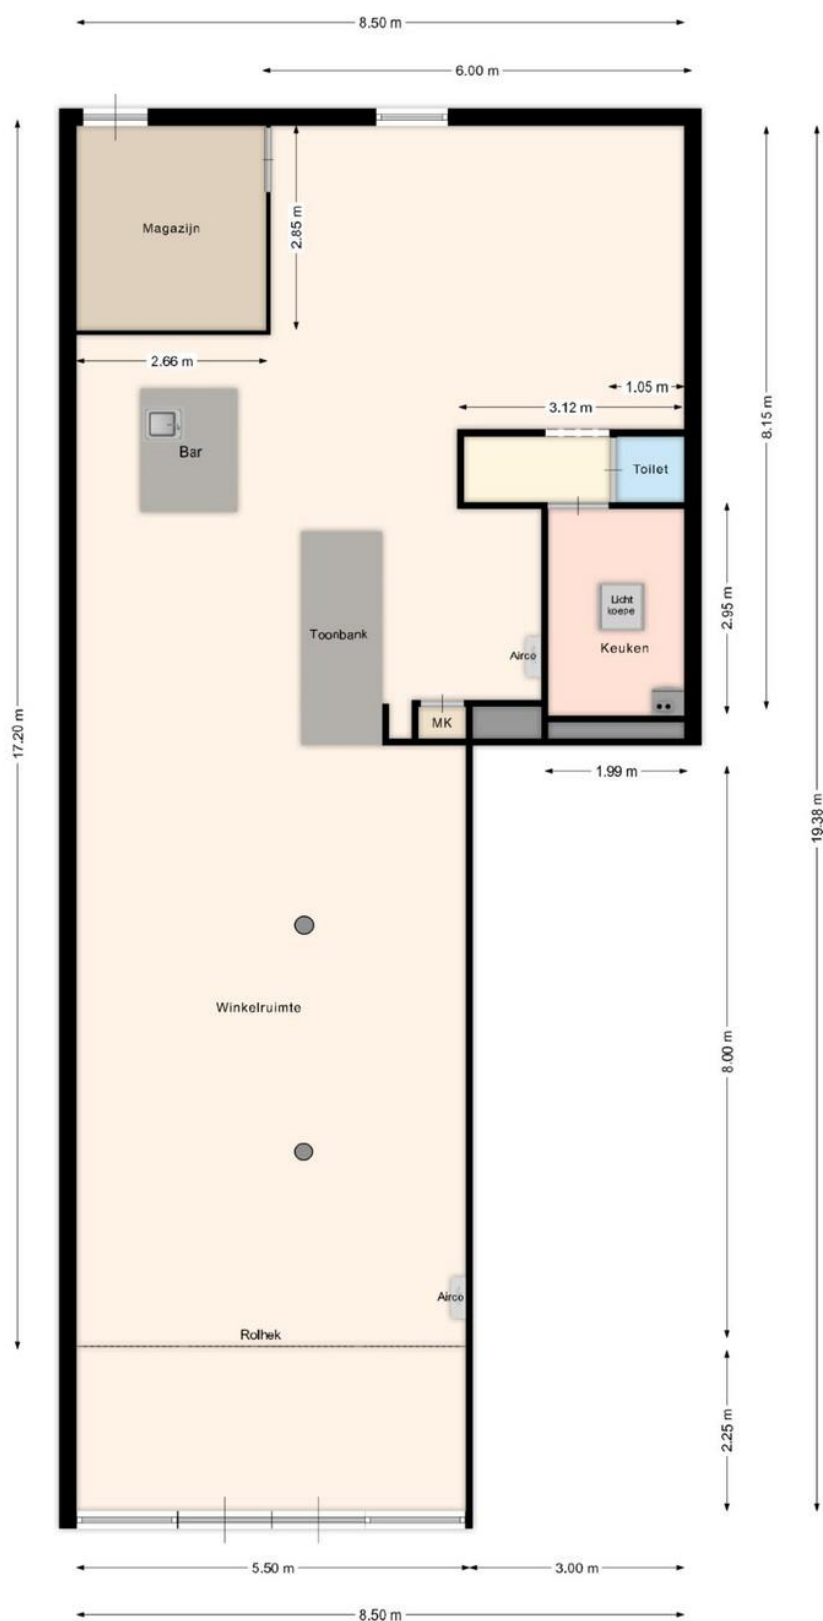 8.50 m
6.00 m
Magazijn
2.85 m
2.66 m
1.05 m
3.12 m
8.15 m
Bar
Toilet
Licht
koepe
2.95 m
Toonbank
Airco
Keuken
MK
17.20 m
1.99 m
19.38 m
Winkelruimte
8.00 m
Airco
Rolhek
2.25 m
5.50 m
3.00 m
8.50 m